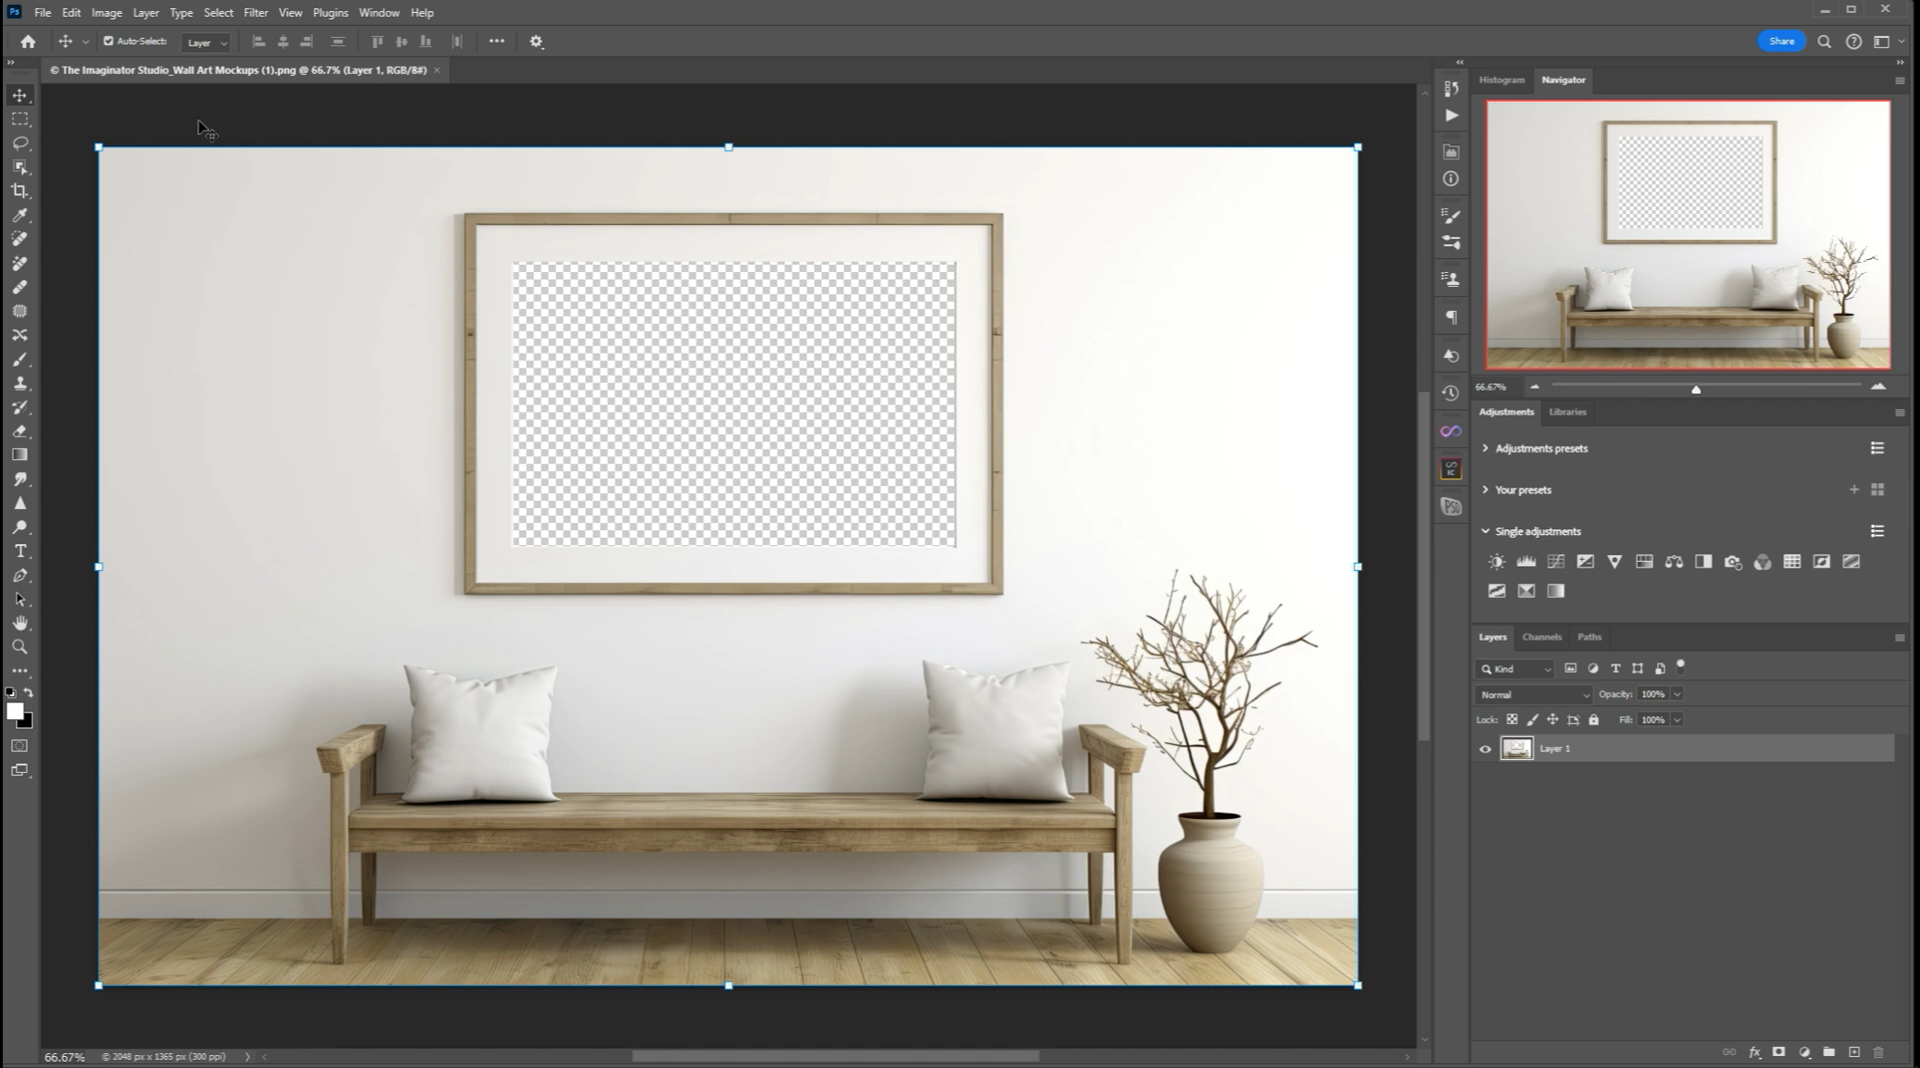 Ps File Edit Image Layer Type Select Filter View Plugins Window Help
Auto-Select: Layer Share
© The Imaginator Studio_Wall Art Mockups (1).png @ 66.7% (Layer 1, RGB/8#) ×
Histogram Navigator
66.67%
Adjustments Libraries
Adjustments presets
Your presets
Single adjustments
Layers Channels Paths
Kind
Normal Opacity: 100%
Lock: Fill: 100%
Layer 1
66.67% © 2048 px x 1365 px (300 ppi)